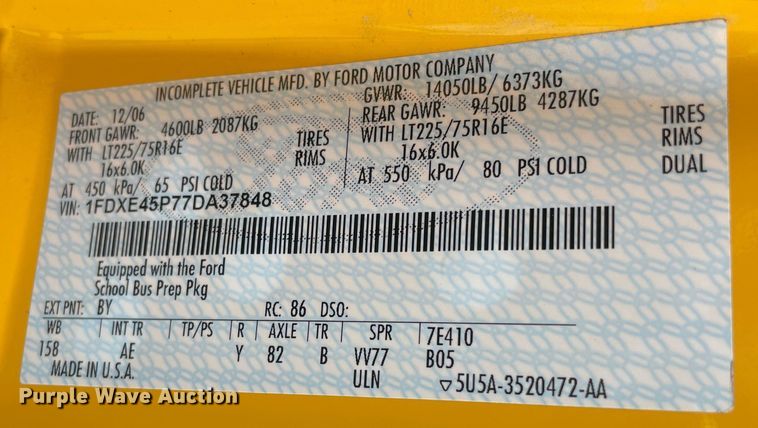 INCOMPLETE VEHICLE MFD. BY FORD MOTOR COMPANY
DATE: 12/06 GVWR: 14050LB/ 6373KG
FRONT GAWR: 4600LB 2087KG REAR GAWR: 9450LB 4287KG
WITH LT225/75R16E TIRES WITH LT225/75R16E TIRES
16x6.0K RIMS 16x6.0K RIMS
AT 450 kPa/ 65 PSI COLD AT 550 kPa/ 80 PSI COLD DUAL
VIN: 1FDXE45P77DA37848
Equipped with the Ford
School Bus Prep Pkg
EXT PNT: BY RC: 86 DSO:
WB INT TR TP/PS R AXLE TR SPR 7E410
158 AE Y 82 B VV77 B05
MADE IN U.S.A. ULN ▽5U5A-3520472-AA
Purple Wave Auction